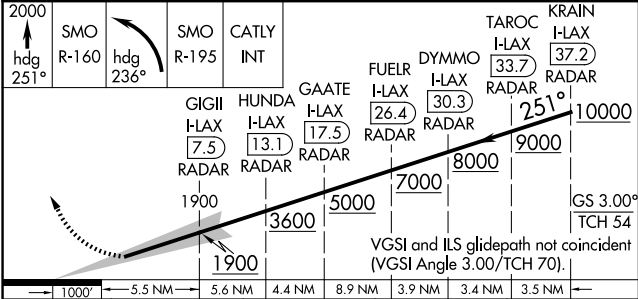 2000
hdg
251°
SMO
R-160
hdg
236°
SMO
R-195
CATLY
INT
KRAIN
I-LAX
37.2
RADAR
TAROC
I-LAX
33.7
RADAR
DYMMO
I-LAX
30.3
RADAR
FUELR
I-LAX
26.4
RADAR
GAATE
I-LAX
17.5
RADAR
HUNDA
I-LAX
13.1
RADAR
GIGII
I-LAX
7.5
RADAR
251°
10000
9000
8000
7000
5000
3600
1900
1900
GS 3.00°
TCH 54
VGSI and ILS glidepath not coincident
(VGSI Angle 3.00/TCH 70).
1000'
5.5 NM
5.6 NM
4.4 NM
8.9 NM
3.9 NM
3.4 NM
3.5 NM